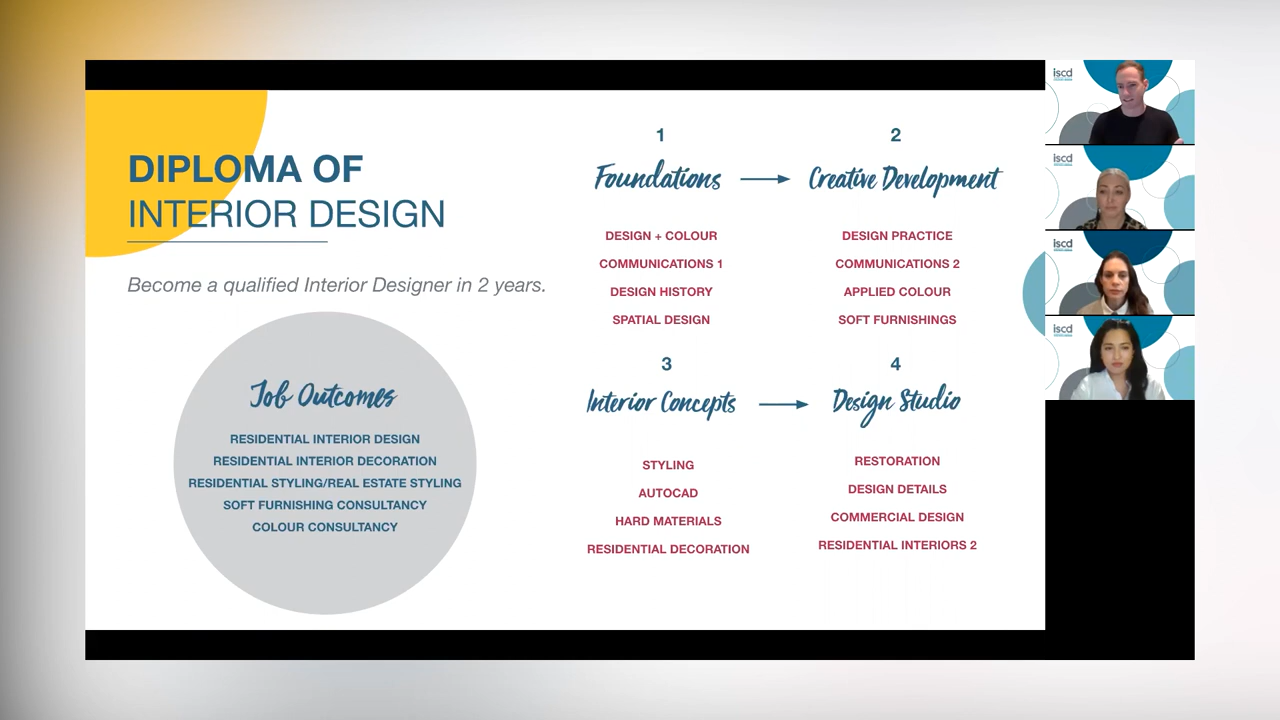 DIPLOMA OF
INTERIOR DESIGN
Become a qualified Interior Designer in 2 years.
Job Outcomes
RESIDENTIAL INTERIOR DESIGN
RESIDENTIAL INTERIOR DECORATION
RESIDENTIAL STYLING/REAL ESTATE STYLING
SOFT FURNISHING CONSULTANCY
COLOUR CONSULTANCY
1
Foundations
DESIGN + COLOUR
COMMUNICATIONS 1
DESIGN HISTORY
SPATIAL DESIGN
2
Creative Development
DESIGN PRACTICE
COMMUNICATIONS 2
APPLIED COLOUR
SOFT FURNISHINGS
3
Interior Concepts
STYLING
AUTOCAD
HARD MATERIALS
RESIDENTIAL DECORATION
4
Design Studio
RESTORATION
DESIGN DETAILS
COMMERCIAL DESIGN
RESIDENTIAL INTERIORS 2
iscd
iscd
iscd
iscd